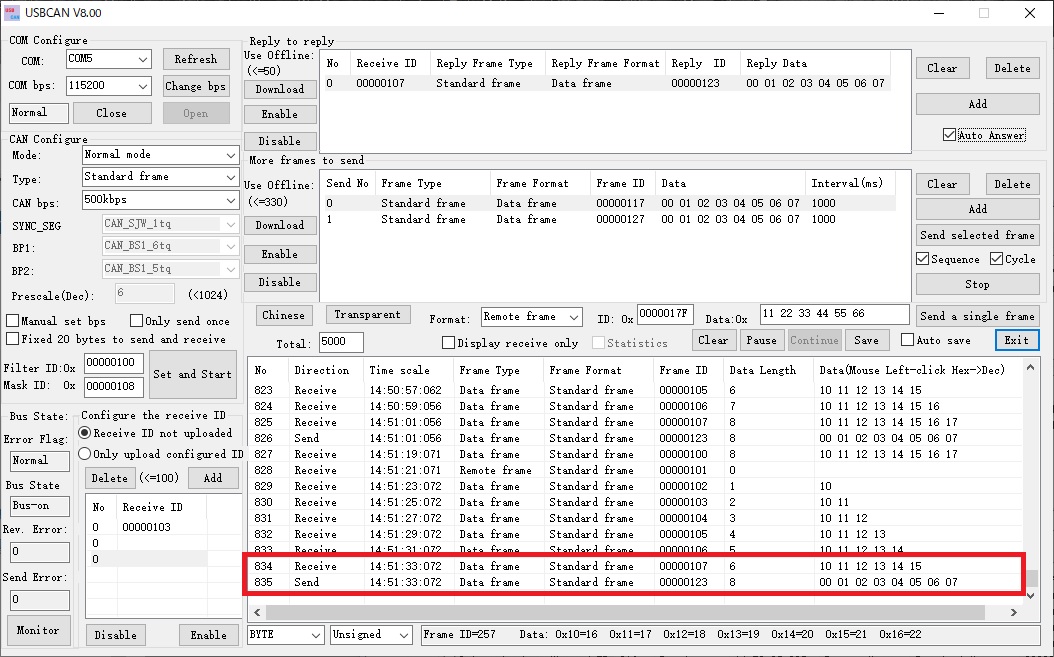 USBCAN V8.00
COM Configure
COM: COM5 Refresh
COM bps: 115200 Change bps
Normal Close Open
CAN Configure
Mode: Normal mode
Type: Standard frame
CAN bps: 500kbps
SYNC_SEG CAN_SJW_1tq
BP1: CAN_BS1_6tq
BP2: CAN_BS1_5tq
Prescale(Dec): 6 (<1024)
Manual set bps Only send once
Fixed 20 bytes to send and receive
Filter ID:0x 00000100
Mask ID: 0x 00000108
Set and Start
Bus State:
Error Flag:
Normal
Bus State
Bus-on
Rev. Error:
0
Send Error:
0
Monitor
Configure the receive ID
Receive ID not uploaded
Only upload configured ID
Delete (<=100) Add
No Receive ID
0 00000103
0
0
Disable Enable
Reply to reply
Use Offline:
(<=50)
Download
Enable
Disable
No Receive ID Reply Frame Type Reply Frame Format Reply ID Reply Data
0 00000107 Standard frame Data frame 00000123 00 01 02 03 04 05 06 07
Clear Delete
Add
Auto Answer
More frames to send
Use Offline:
(<=330)
Download
Enable
Disable
Send No Frame Type Frame Format Frame ID Data Interval(ms)
0 Standard frame Data frame 00000117 00 01 02 03 04 05 06 07 1000
1 Standard frame Data frame 00000127 00 01 02 03 04 05 06 07 1000
Clear Delete
Add
Send selected frame
Sequence Cycle
Stop
Chinese Transparent Format: Remote frame ID: 0x 0000017F Data:0x 11 22 33 44 55 66 Send a single frame
Total: 5000 Display receive only Statistics Clear Pause Continue Save Auto save Exit
No Direction Time scale Frame Type Frame Format Frame ID Data Length Data(Mouse Left-click Hex->Dec)
823 Receive 14:50:57:062 Data frame Standard frame 00000105 6 10 11 12 13 14 15
824 Receive 14:50:59:056 Data frame Standard frame 00000106 7 10 11 12 13 14 15 16
825 Receive 14:51:01:056 Data frame Standard frame 00000107 8 10 11 12 13 14 15 16 17
826 Send 14:51:01:056 Data frame Standard frame 00000123 8 00 01 02 03 04 05 06 07
827 Receive 14:51:19:071 Data frame Standard frame 00000100 8 10 11 12 13 14 15 16 17
828 Receive 14:51:21:071 Remote frame Standard frame 00000101 0
829 Receive 14:51:23:072 Data frame Standard frame 00000102 1 10
830 Receive 14:51:25:072 Data frame Standard frame 00000103 2 10 11
831 Receive 14:51:27:072 Data frame Standard frame 00000104 3 10 11 12
832 Receive 14:51:29:072 Data frame Standard frame 00000105 4 10 11 12 13
833 Receive 14:51:31:072 Data frame Standard frame 00000106 5 10 11 12 13 14
834 Receive 14:51:33:072 Data frame Standard frame 00000107 6 10 11 12 13 14 15
835 Send 14:51:33:072 Data frame Standard frame 00000123 8 00 01 02 03 04 05 06 07
BYTE Unsigned Frame ID=257 Data: 0x10=16 0x11=17 0x12=18 0x13=19 0x14=20 0x15=21 0x16=22